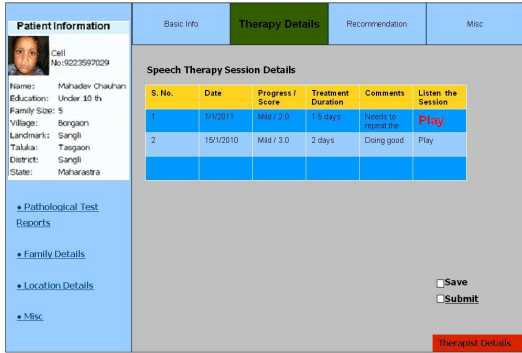 Patient Information
Cell
No:9223597029
Name: Mahadev Chauhan
Education: Under 10 th
Family Size: 5
Village: Borgaon
Landmark: Sangli
Taluka: Tasgaon
District: Sangli
State: Maharastra
• Pathological Test
Reports
• Family Details
• Location Details
• Misc
Basic Info Therapy Details Recommendation Misc
Speech Therapy Session Details
S. No. Date Progress / Score Treatment Duration Comments Listen the Session
1 1/1/2011 Mild / 2.0 1.5 days Needs to repeat the Play
2 15/1/2010 Mild / 3.0 2 days Doing good Play
Save
Submit
Therapist Details